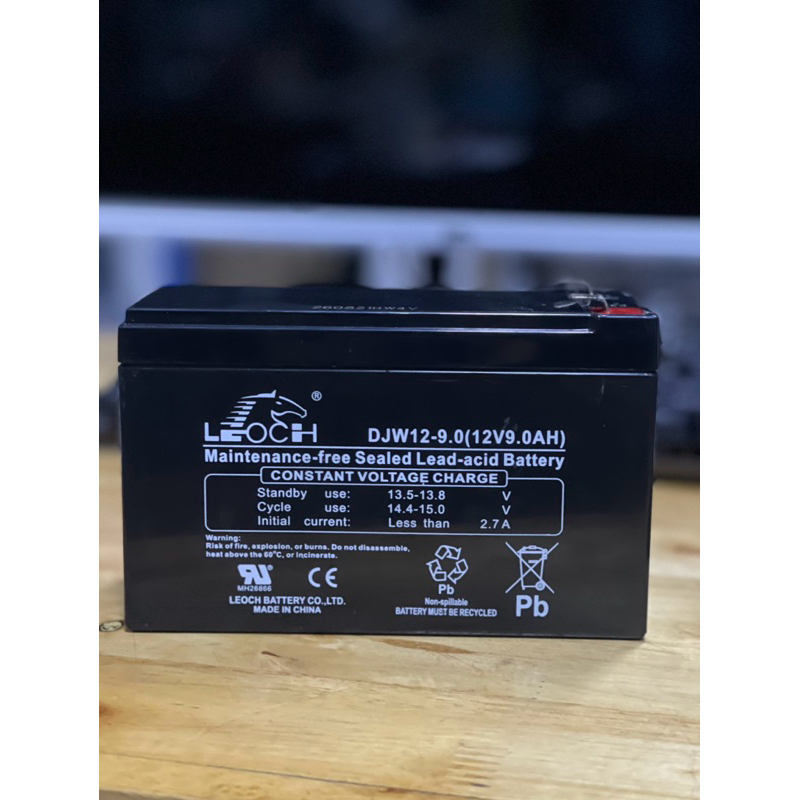 LEOCH ®
DJW12-9.0(12V9.0AH)
Maintenance-free Sealed Lead-acid Battery
CONSTANT VOLTAGE CHARGE
Standby use: 13.5-13.8 V
Cycle use: 14.4-15.0 V
Initial current: Less than 2.7A
Warning:
Risk of fire, explosion, or burns. Do not disassemble,
heat above the 60°C, or incinerate.
MH26866
CE
LEOCH BATTERY CO.,LTD.
MADE IN CHINA
Pb
Non-spillable
BATTERY MUST BE RECYCLED
Pb